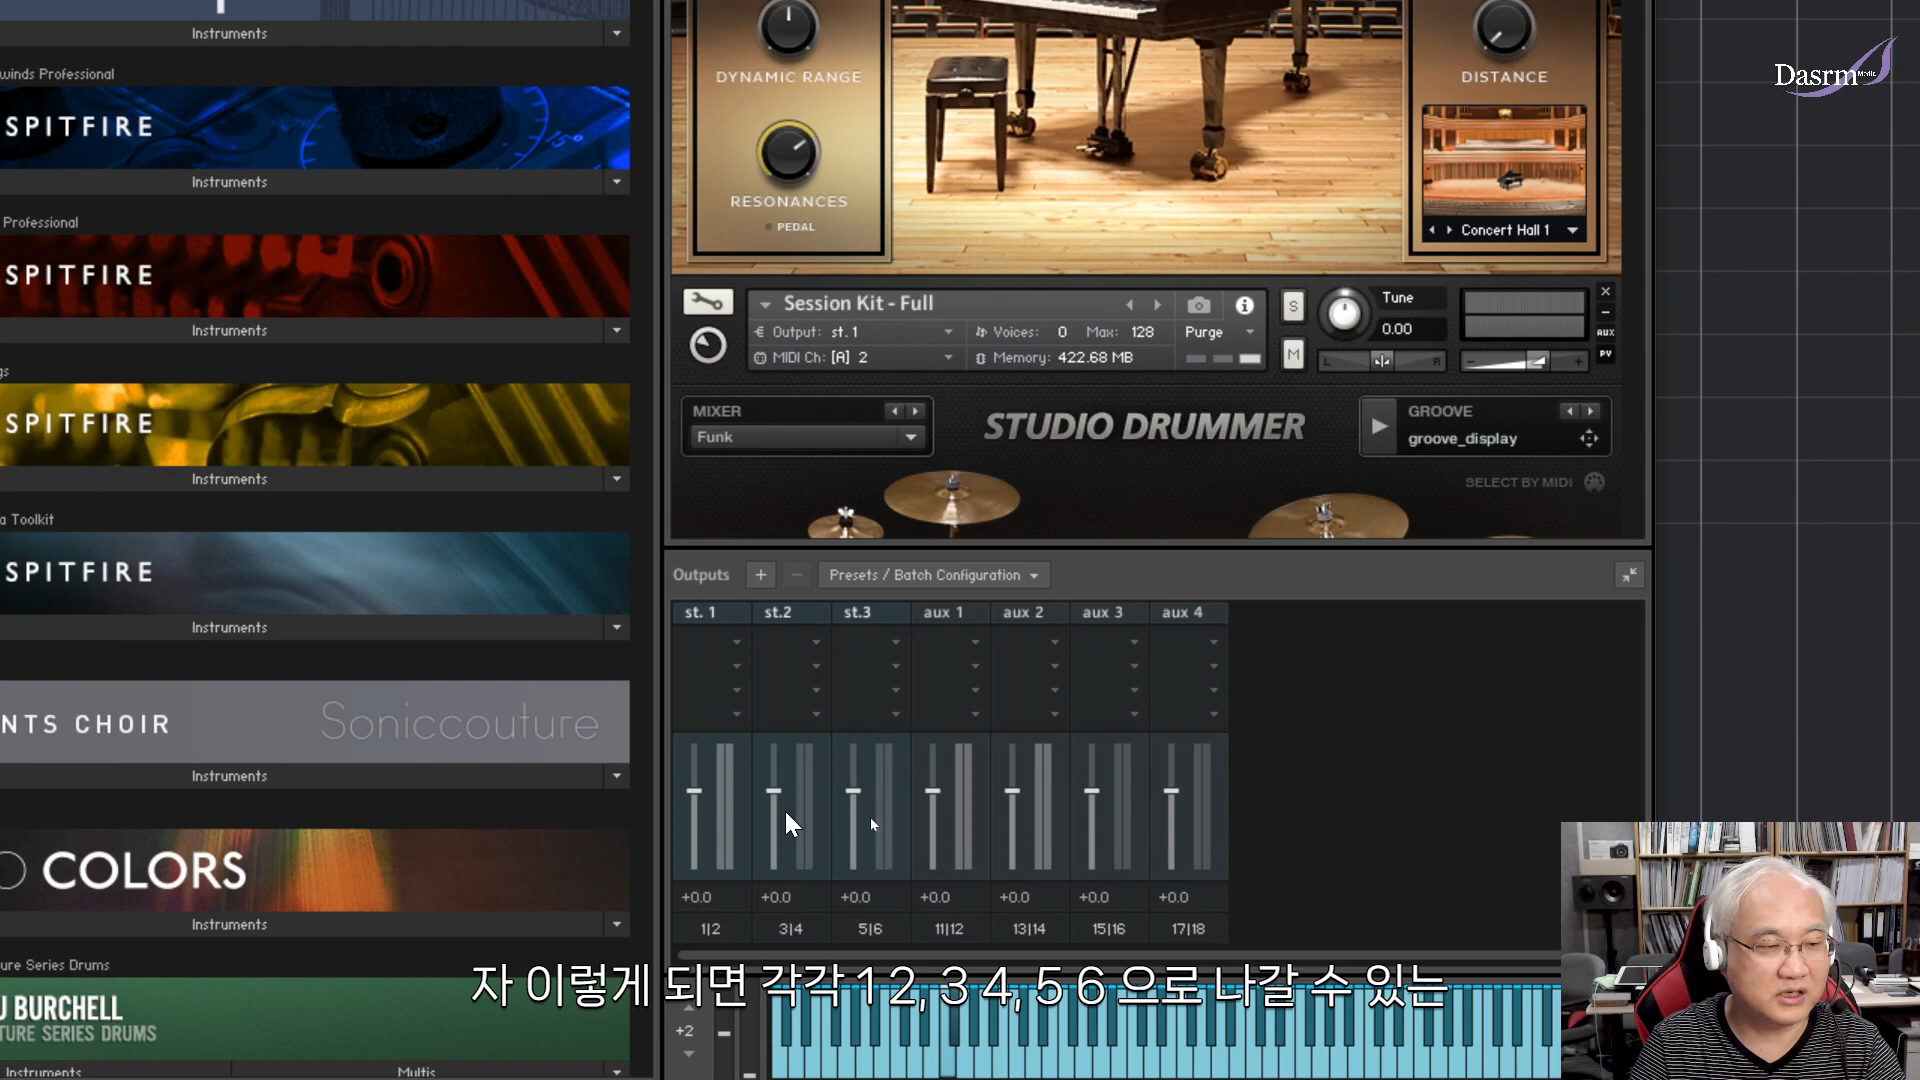 Instruments
winds Professional
SPITFIRE
Instruments
Professional
SPITFIRE
Instruments
gs
SPITFIRE
Instruments
a Toolkit
SPITFIRE
Instruments
NTS CHOIR Soniccouture
Instruments
COLORS
Instruments
ure Series Drums
J BURCHELL
TURE SERIES DRUMS
Instruments Multis
DYNAMIC RANGE
RESONANCES
PEDAL
DISTANCE
Concert Hall 1
Dasrm Media
Session Kit - Full
Output: st. 1 Voices: 0 Max: 128 Purge
MIDI Ch: [A] 2 Memory: 422.68 MB
S
M
Tune
0.00
L R
- +
AUX
PV
MIXER
Funk
STUDIO DRUMMER
GROOVE
groove_display
SELECT BY MIDI
Outputs + - Presets / Batch Configuration
st. 1 st.2 st.3 aux 1 aux 2 aux 3 aux 4
+0.0 +0.0 +0.0 +0.0 +0.0 +0.0 +0.0
1|2 3|4 5|6 11|12 13|14 15|16 17|18
자 이렇게 되면 각각 1 2, 3 4, 5 6 으로 나갈 수 있는
+2